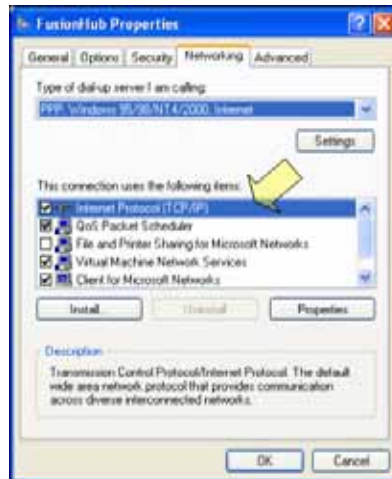 FusionHub Properties
General Options Security Networking Advanced
Type of dial-up server I am calling:
PPP: Windows 95/98/NT4/2000, Internet
Settings
This connection uses the following items:
Internet Protocol (TCP/IP)
QoS Packet Scheduler
File and Printer Sharing for Microsoft Networks
Virtual Machine Network Services
Client for Microsoft Networks
Install... Uninstall Properties
Description
Transmission Control Protocol/Internet Protocol. The default
wide area network protocol that provides communication
across diverse interconnected networks.
OK Cancel